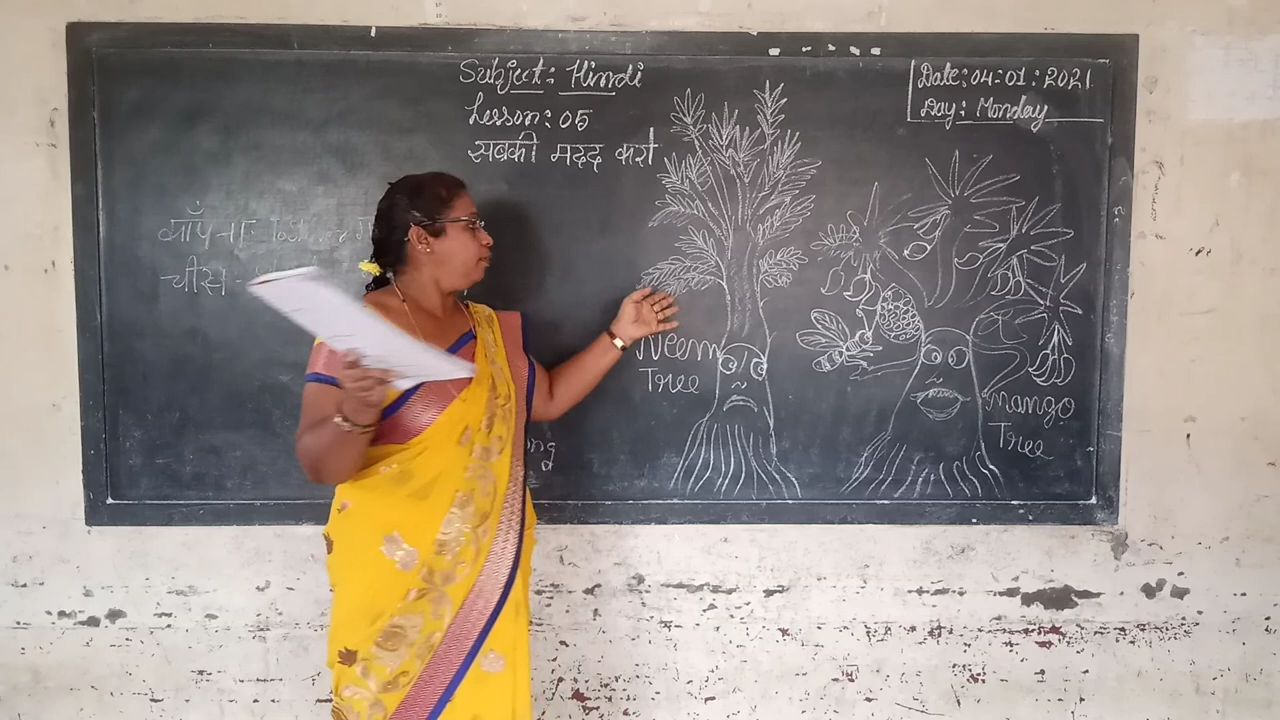 Subject: Hindi
Lesson: 05
सबकी मदद करो
Date: 04:01:2021
Day: Monday
चीस
Neem
Tree
mango
Tree